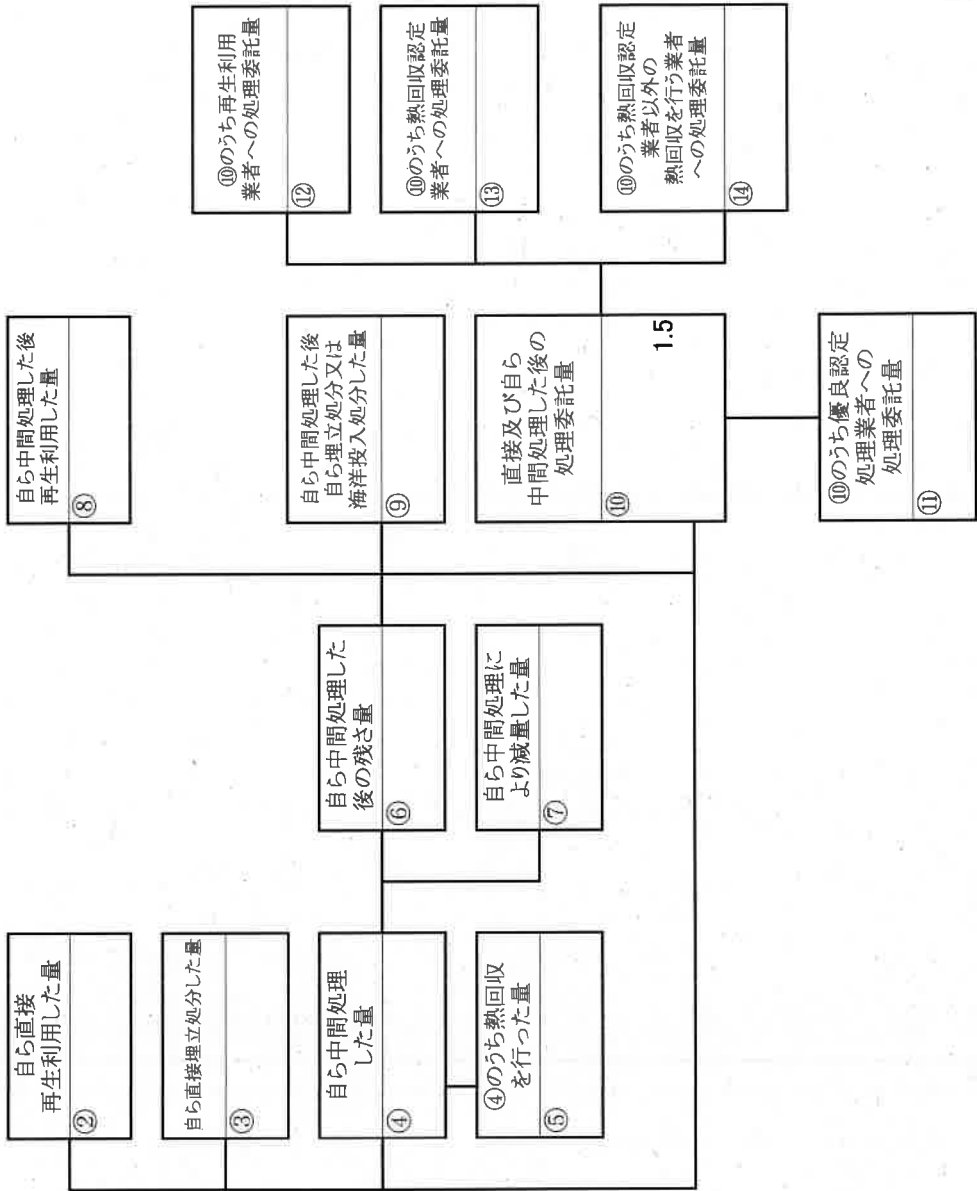 自ら直接
再生利用した量
②
自ら直接埋立処分した量
③
自ら中間処理
した量
④
④のうち熱回収
を行った量
⑤
自ら中間処理した
後の残さ量
⑥
自ら中間処理に
より減量した量
⑦
自ら中間処理した後
再生利用した量
⑧
自ら中間処理した後
自ら埋立処分又は
海洋投入処分した量
⑨
直接及び自ら
中間処理した後の
処理委託量
⑩
1.5
⑩のうち優良認定
処理業者への
処理委託量
⑪
⑩のうち再生利用
業者への処理委託量
⑫
⑩のうち熱回収認定
業者への処理委託量
⑬
⑩のうち熱回収認定
業者以外の
熱回収を行う業者
への処理委託量
⑭